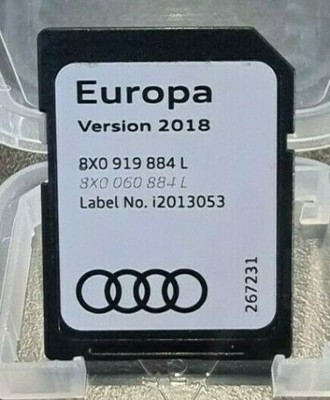 Europa
Version 2018
8X0 919 884 L
8X0 060 884 L
Label No. i2013053
267231